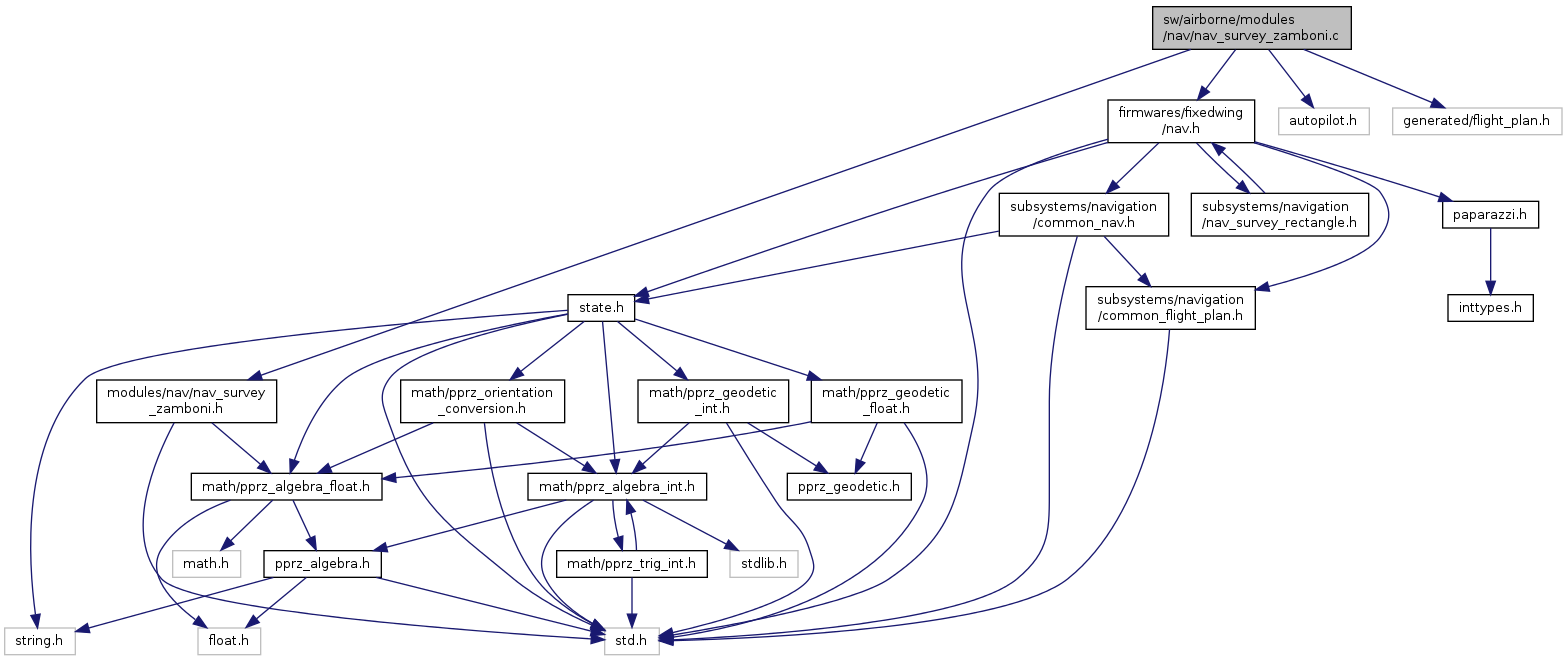 sw/airborne/modules
/nav/nav_survey_zamboni.c
firmwares/fixedwing
/nav.h
autopilot.h
generated/flight_plan.h
subsystems/navigation
/common_nav.h
subsystems/navigation
/nav_survey_rectangle.h
paparazzi.h
state.h
subsystems/navigation
/common_flight_plan.h
inttypes.h
modules/nav/nav_survey
_zamboni.h
math/pprz_orientation
_conversion.h
math/pprz_geodetic
_int.h
math/pprz_geodetic
_float.h
math/pprz_algebra_float.h
math/pprz_algebra_int.h
pprz_geodetic.h
math.h
pprz_algebra.h
math/pprz_trig_int.h
stdlib.h
string.h
float.h
std.h